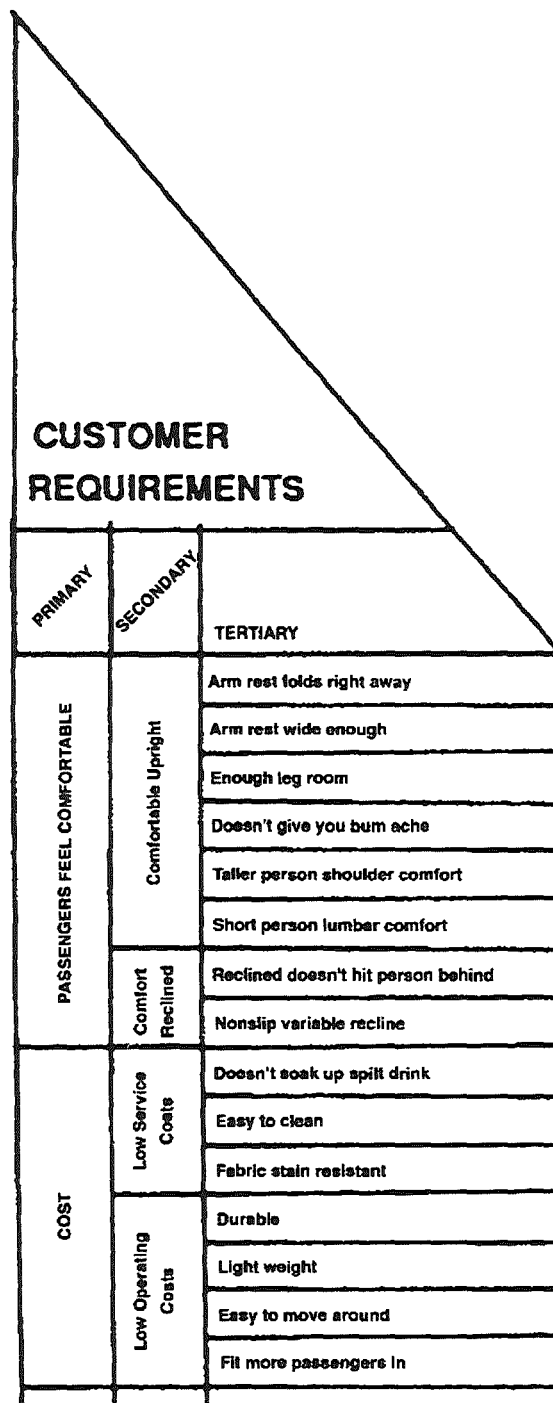 CUSTOMER
REQUIREMENTS
PRIMARY
SECONDARY
TERTIARY
PASSENGERS FEEL COMFORTABLE
Comfortable Upright
Arm rest folds right away
Arm rest wide enough
Enough leg room
Doesn't give you bum ache
Taller person shoulder comfort
Short person lumbar comfort
Comfort
Reclined
Reclined doesn't hit person behind
Nonslip variable recline
COST
Low Service
Costs
Doesn't soak up spilt drink
Easy to clean
Fabric stain resistant
Low Operating
Costs
Durable
Light weight
Easy to move around
Fit more passengers in